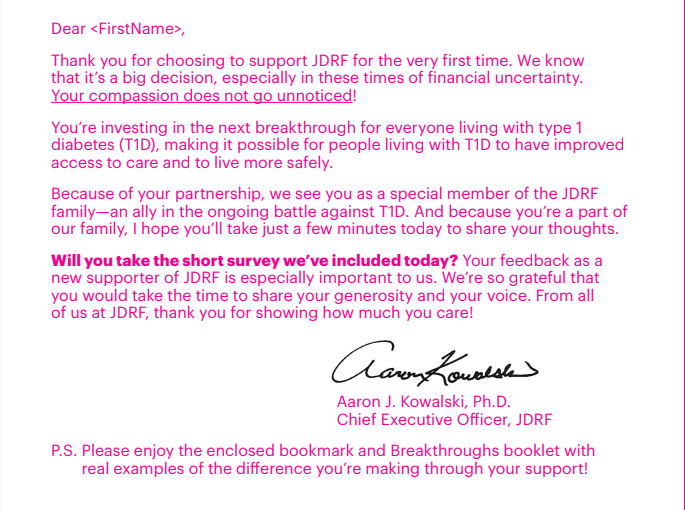 Dear <FirstName>,
Thank you for choosing to support JDRF for the very first time. We know
that it’s a big decision, especially in these times of financial uncertainty.
Your compassion does not go unnoticed!
You’re investing in the next breakthrough for everyone living with type 1
diabetes (T1D), making it possible for people living with T1D to have improved
access to care and to live more safely.
Because of your partnership, we see you as a special member of the JDRF
family—an ally in the ongoing battle against T1D. And because you’re a part of
our family, I hope you’ll take just a few minutes today to share your thoughts.
Will you take the short survey we’ve included today? Your feedback as a
new supporter of JDRF is especially important to us. We’re so grateful that
you would take the time to share your generosity and your voice. From all
of us at JDRF, thank you for showing how much you care!
Aaron Kowalski
Aaron J. Kowalski, Ph.D.
Chief Executive Officer, JDRF
P.S. Please enjoy the enclosed bookmark and Breakthroughs booklet with
real examples of the difference you’re making through your support!